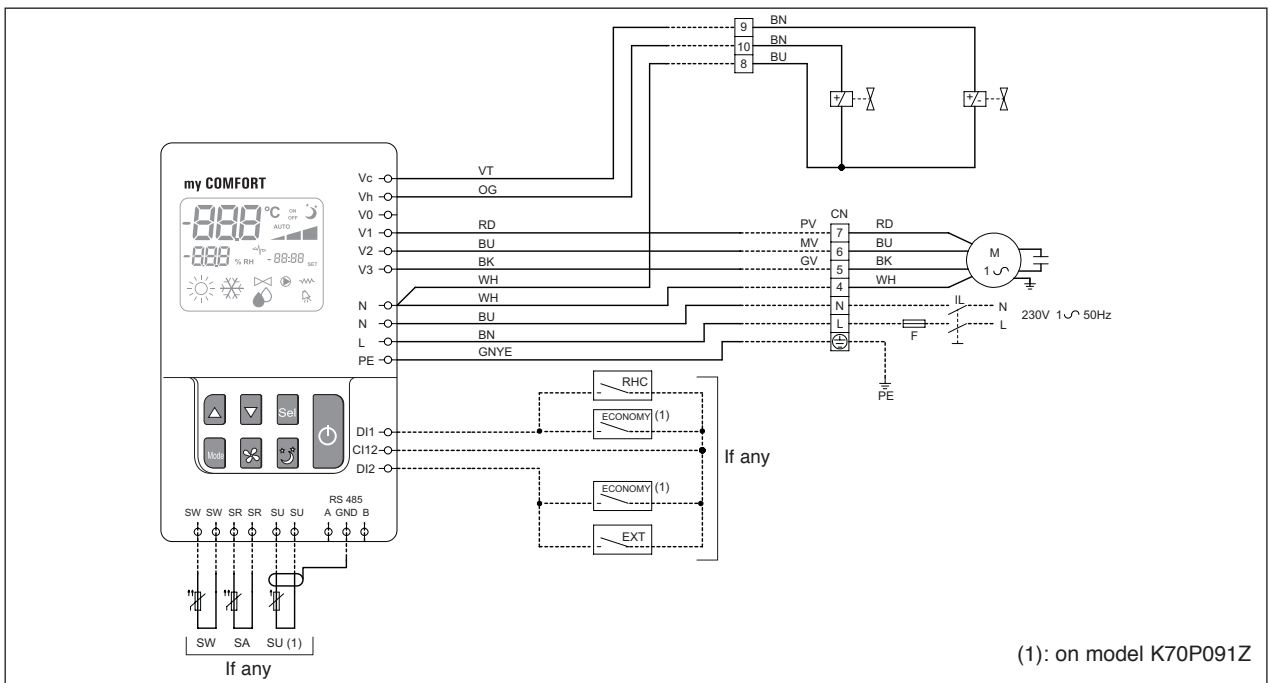 9 BN
10 BN
8 BU
+/- 
+/-
my COMFORT
-88.8 °C ON OFF AUTO
-88.8 % RH -88:88 SET
Vc VT
Vh OG
V0
V1 RD PV CN 7 RD
V2 BU MV 6 BU
V3 BK GV 5 BK
WH
N WH 4 WH
M 1
N BU N IL N
L BN L F L
230V 1 50Hz
PE GNYE
PE
RHC
DI1 ECONOMY (1)
CI12
If any
DI2
ECONOMY (1)
EXT
Sel
Mode
RS 485
SW SW SR SR SU SU A GND B
SW SA SU (1)
If any
(1): on model K70P091Z